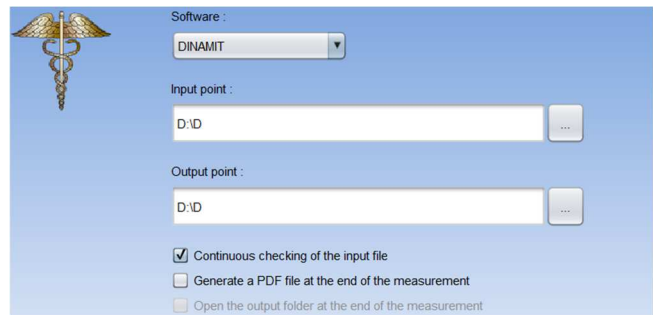 Software :
DINAMIT
Input point :
D:\D
...
Output point :
D:\D
...
Continuous checking of the input file
Generate a PDF file at the end of the measurement
Open the output folder at the end of the measurement